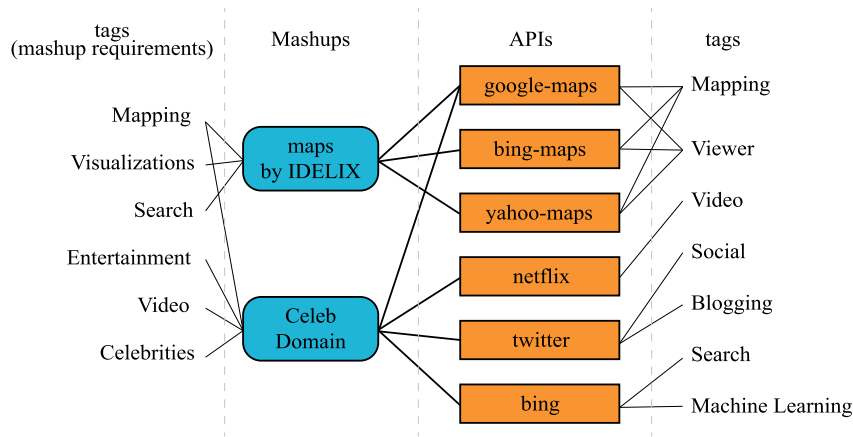 tags
(mashup requirements)
Mashups
APIs
tags
Mapping
Visualizations
Search
Entertainment
Video
Celebrities
maps
by IDELIX
Celeb
Domain
google-maps
bing-maps
yahoo-maps
netflix
twitter
bing
Mapping
Viewer
Video
Social
Blogging
Search
Machine Learning